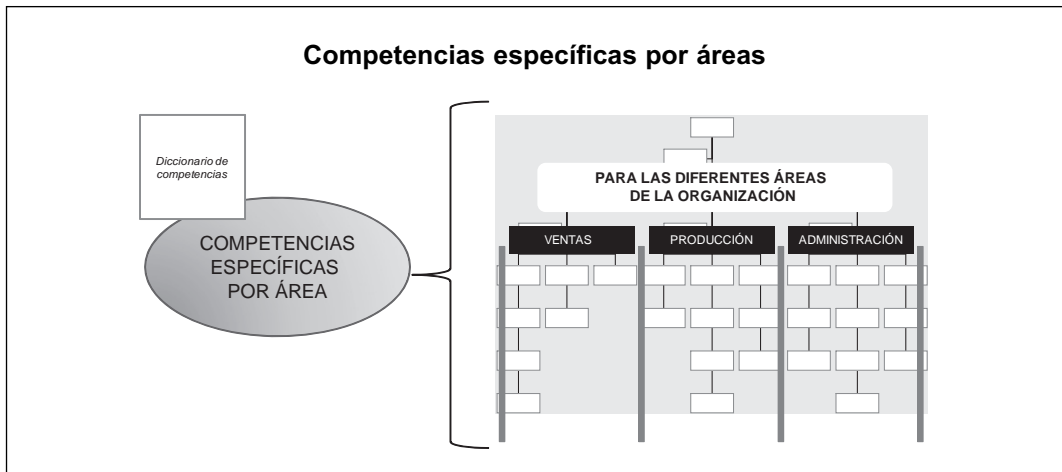 Competencias específicas por áreas
Diccionario de
competencias
COMPETENCIAS
ESPECÍFICAS
POR ÁREA
PARA LAS DIFERENTES ÁREAS
DE LA ORGANIZACIÓN
VENTAS
PRODUCCIÓN
ADMINISTRACIÓN